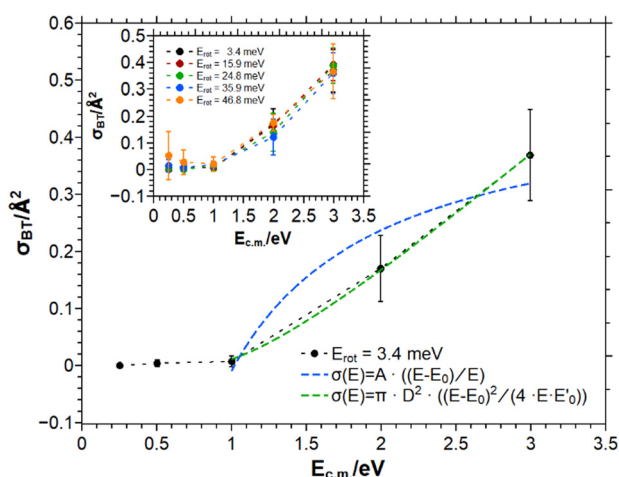 0.6
0.5
0.4
0.3
0.2
0.1
0
−0.1
σBT/Å²
0 0.5 1 1.5 2 2.5 3 3.5
Ec.m/eV
0.5
0.4
0.3
0.2
0.1
0
−0.1
σBT/Å²
0 0.5 1 1.5 2 2.5 3 3.5
Ec.m./eV
Erot = 3.4 meV
Erot = 15.9 meV
Erot = 24.8 meV
Erot = 35.9 meV
Erot = 46.8 meV
Erot = 3.4 meV
σ(E)=A · ((E-E0)/E)
σ(E)=π · D² · ((E-E0)²/(4 ·E·E'0))